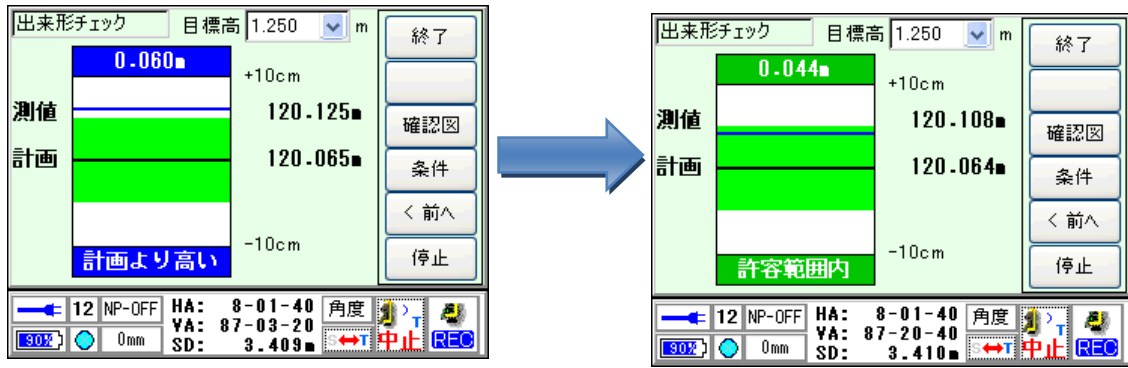 出来形チェック 目標高 1.250 m 終了
0.060m
+10cm
測値 120.125m 確認図
計画 120.065m 条件
< 前へ
-10cm
計画より高い 停止
12 NP-OFF HA: 8-01-40 角度
VA: 87-03-20
90% 0mm SD: 3.409m S⇔T 中止 REC
出来形チェック 目標高 1.250 m 終了
0.044m
+10cm
測値 120.108m 確認図
計画 120.064m 条件
< 前へ
-10cm
許容範囲内 停止
12 NP-OFF HA: 8-01-40 角度
VA: 87-20-40
90% 0mm SD: 3.410m S⇔T 中止 REC